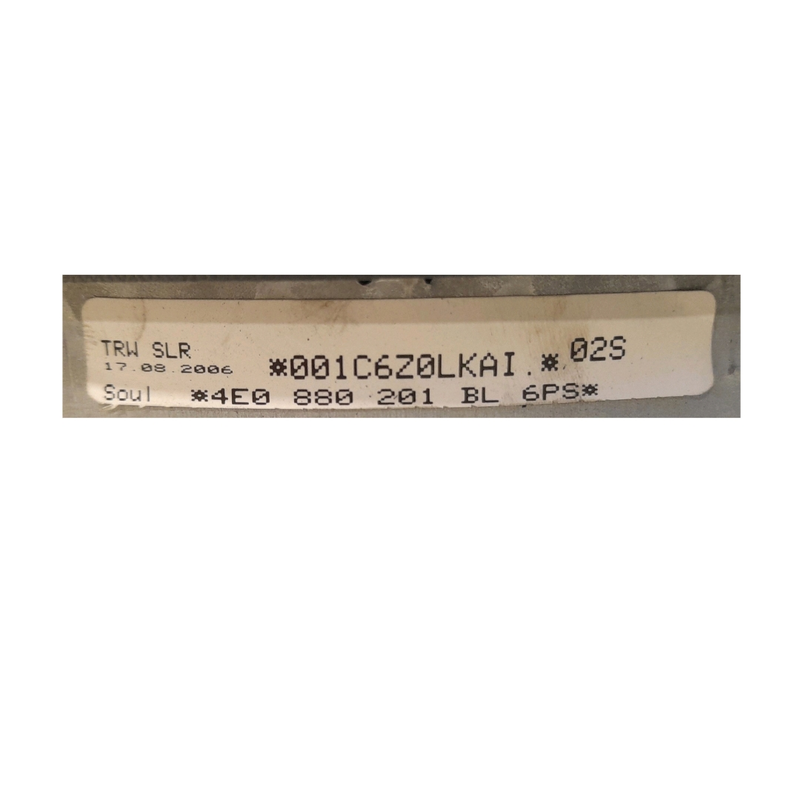 TRW SLR
17.08.2006
*001C6Z0LKAI.* 02S
Soul *4E0 880 201 BL 6PS*